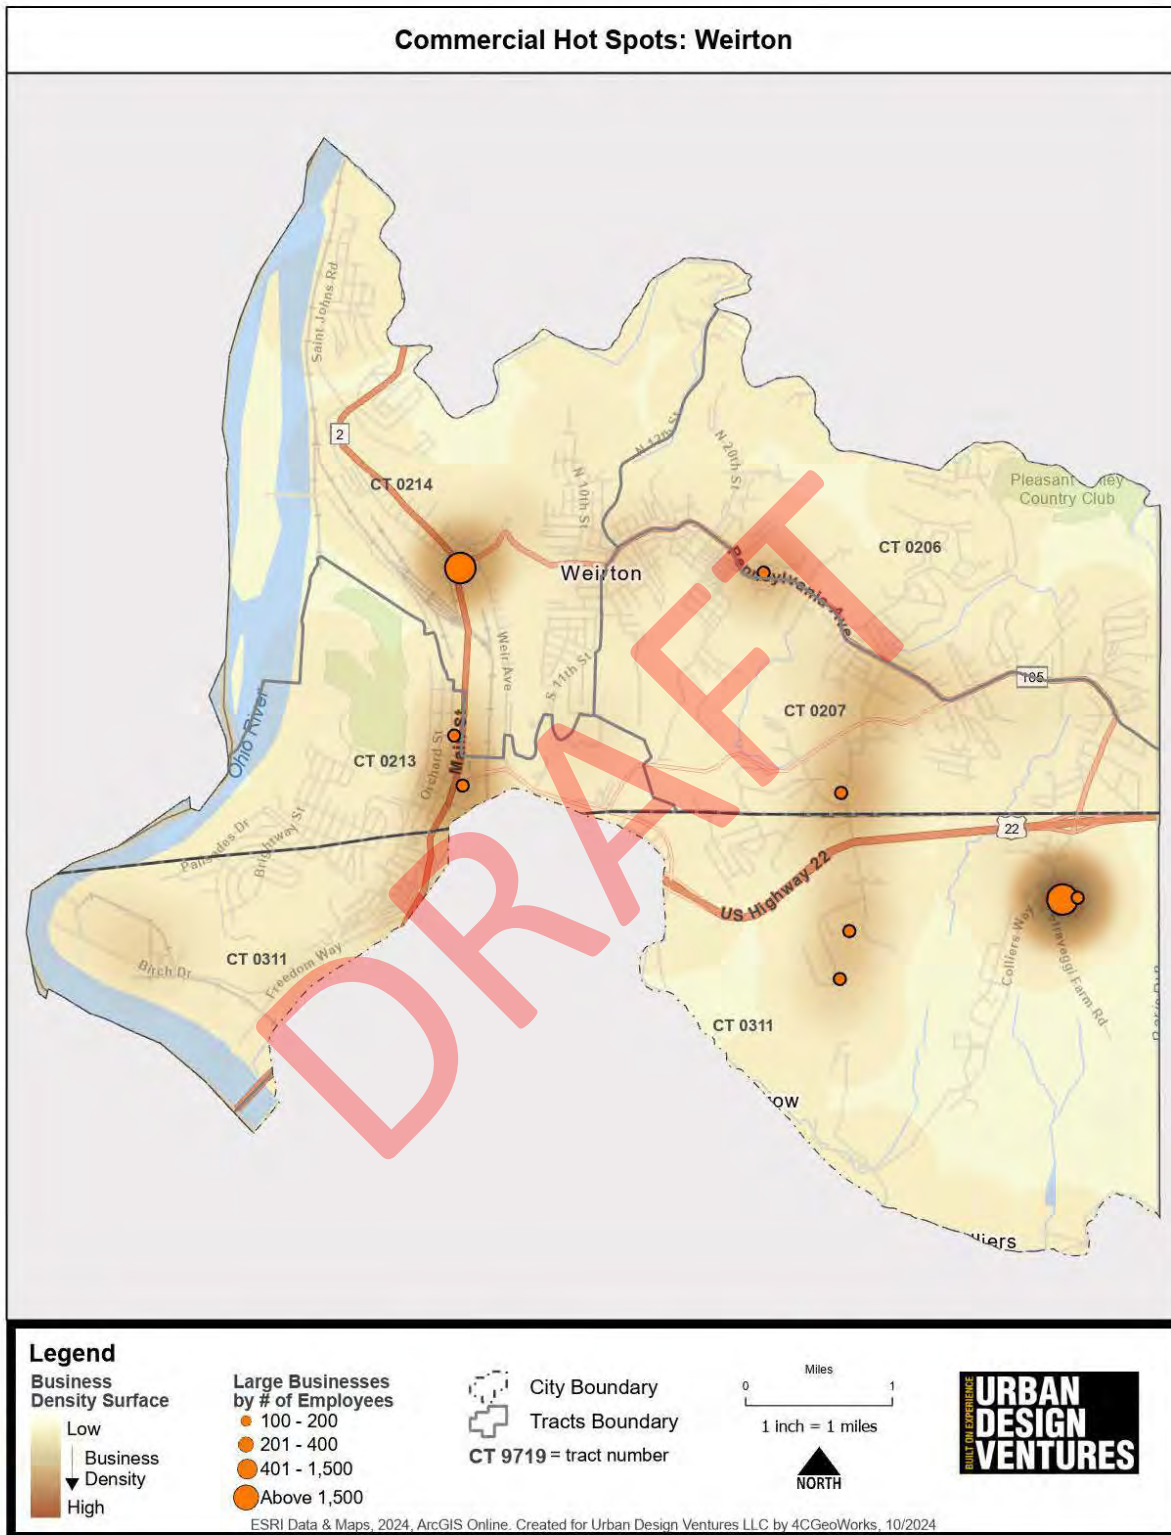 Commercial Hot Spots: Weirton
Saint Johns Rd
2
CT 0214
N 12th St
N 20th St
N 10th St
Pleasant
Country Club
CT 0206
Weirton
Pennsylvania Ave
Weir Ave
S 11th St
105
CT 0207
Ohio River
Orchard St
Main St
CT 0213
Brightway St
22
US Highway 22
CT 0311
Birch Dr
Freedom Way
Colliers Way
Farm Rd
CT 0311
ow
lliers
DRAFT
Legend
Business
Density Surface
Low
Business
Density
High
Large Businesses
by # of Employees
100 - 200
201 - 400
401 - 1,500
Above 1,500
City Boundary
Tracts Boundary
CT 9719 = tract number
Miles
0 1
1 inch = 1 miles
NORTH
BUILT ON EXPERIENCE
URBAN
DESIGN
VENTURES
ESRI Data & Maps, 2024, ArcGIS Online. Created for Urban Design Ventures LLC by 4CGeoWorks, 10/2024